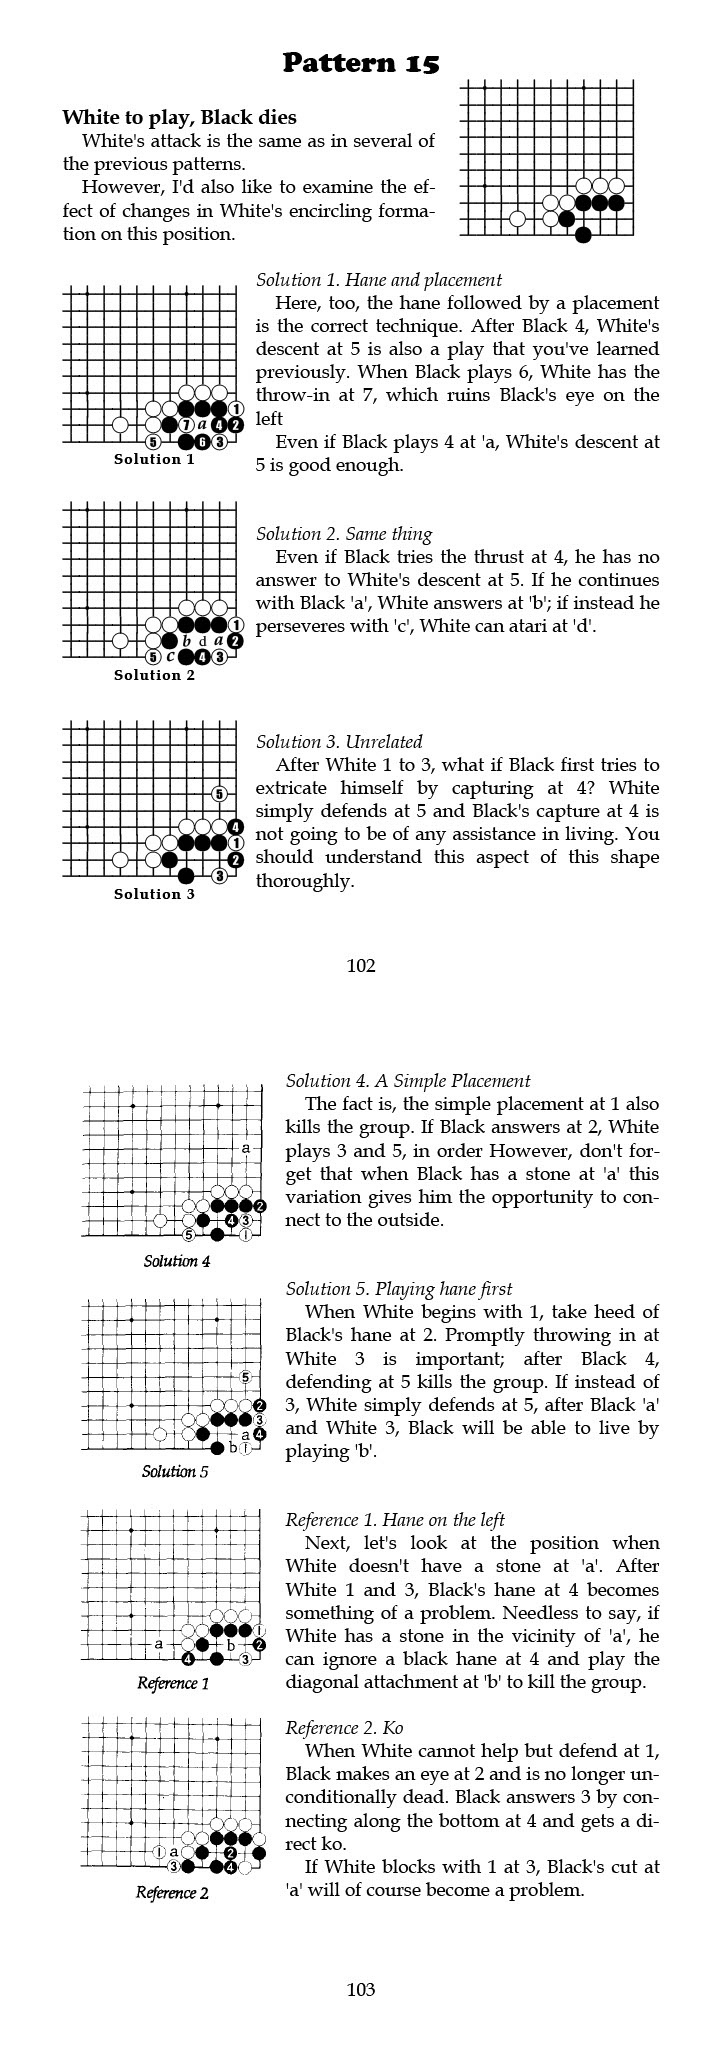 Pattern 15
White to play, Black dies
White's attack is the same as in several of
the previous patterns.
However, I'd also like to examine the ef-
fect of changes in White's encircling forma-
tion on this position.
Solution 1. Hane and placement
Here, too, the hane followed by a placement
is the correct technique. After Black 4, White's
descent at 5 is also a play that you've learned
previously. When Black plays 6, White has the
throw-in at 7, which ruins Black's eye on the
left
Even if Black plays 4 at 'a, White's descent at
5 is good enough.
1
7 a 4 2
5 6 3
Solution 1
Solution 2. Same thing
Even if Black tries the thrust at 4, he has no
answer to White's descent at 5. If he continues
with Black 'a', White answers at 'b'; if instead he
perseveres with 'c', White can atari at 'd'.
1
b d a 2
5 c 4 3
Solution 2
Solution 3. Unrelated
After White 1 to 3, what if Black first tries to
extricate himself by capturing at 4? White
simply defends at 5 and Black's capture at 4 is
not going to be of any assistance in living. You
should understand this aspect of this shape
thoroughly.
5
4
1
2
3
Solution 3
102
Solution 4. A Simple Placement
The fact is, the simple placement at 1 also
kills the group. If Black answers at 2, White
plays 3 and 5, in order However, don't for-
get that when Black has a stone at 'a' this
variation gives him the opportunity to con-
nect to the outside.
a
2
4 3
5 1
Solution 4
Solution 5. Playing hane first
When White begins with 1, take heed of
Black's hane at 2. Promptly throwing in at
White 3 is important; after Black 4,
defending at 5 kills the group. If instead of
3, White simply defends at 5, after Black 'a'
and White 3, Black will be able to live by
playing 'b'.
5
2
3
a 4
b 1
Solution 5
Reference 1. Hane on the left
Next, let's look at the position when
White doesn't have a stone at 'a'. After
White 1 and 3, Black's hane at 4 becomes
something of a problem. Needless to say, if
White has a stone in the vicinity of 'a', he
can ignore a black hane at 4 and play the
diagonal attachment at 'b' to kill the group.
1
a b 2
4 3
Reference 1
Reference 2. Ko
When White cannot help but defend at 1,
Black makes an eye at 2 and is no longer un-
conditionally dead. Black answers 3 by con-
necting along the bottom at 4 and gets a di-
rect ko.
If White blocks with 1 at 3, Black's cut at
'a' will of course become a problem.
1 a 2
3 4
Reference 2
103